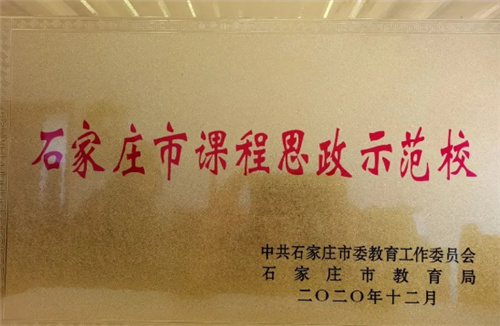 石家庄市课程思政示范校
中共石家庄市委教育工作委员会
石家庄市教育局
二〇二〇年十二月